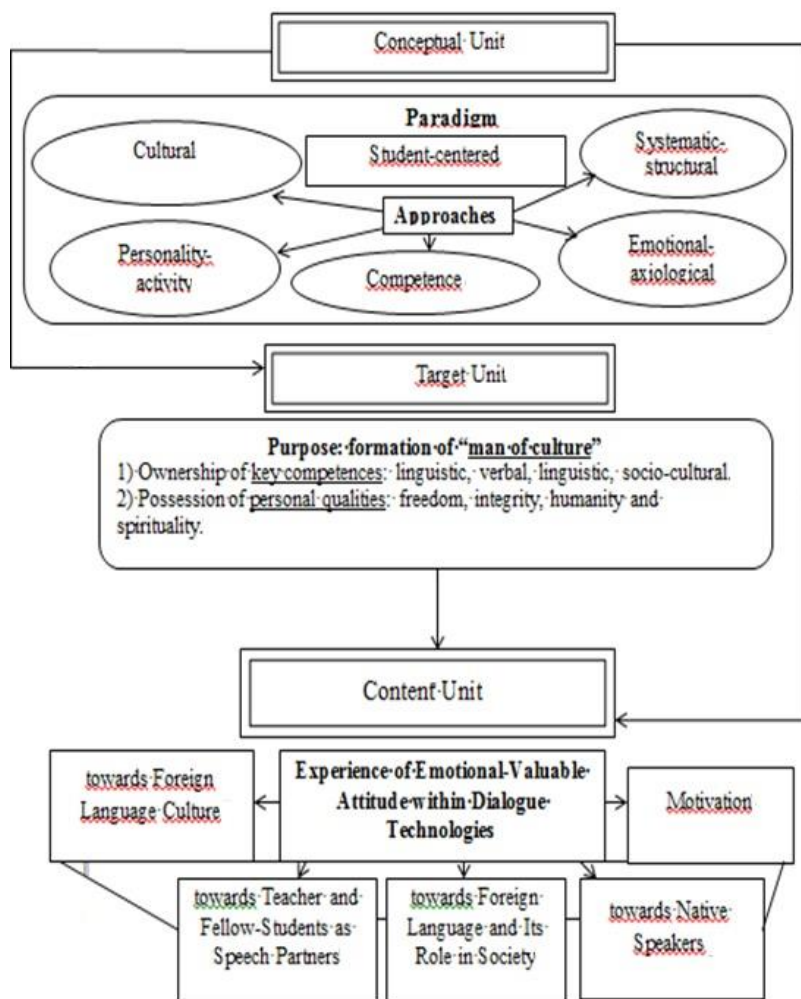 Conceptual Unit
Paradigm
Cultural
Student-centered
Systematic-
structural
Approaches
Personality-
activity
Competence
Emotional-
axiological
Target Unit
Purpose: formation of “man of culture”
1) Ownership of key competences: linguistic, verbal, linguistic, socio-cultural.
2) Possession of personal qualities: freedom, integrity, humanity and
spirituality.
Content Unit
towards Foreign
Language Culture
Experience of Emotional-Valuable
Attitude within Dialogue
Technologies
Motivation
towards Teacher and
Fellow-Students as
Speech Partners
towards Foreign
Language and Its
Role in Society
towards Native
Speakers